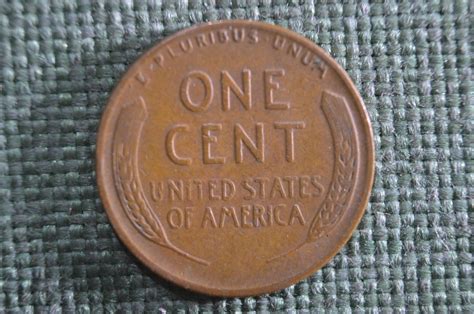 E·PLURIBUS·UNUM
ONE
CENT
UNITED STATES
OF AMERICA